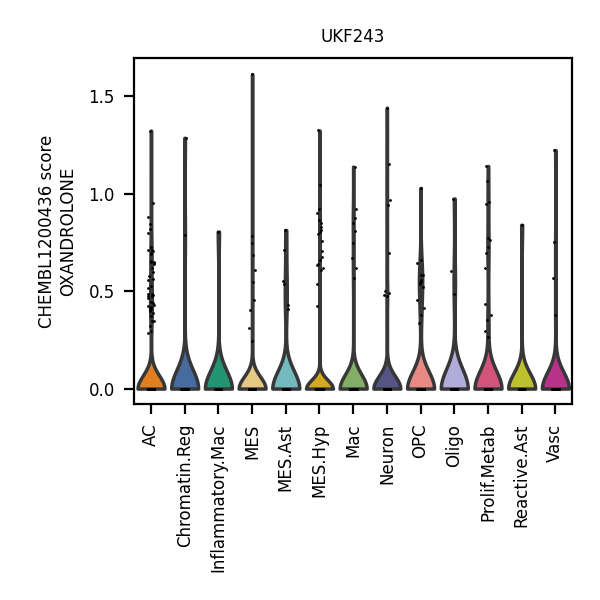 UKF243
CHEMBL1200436 score
OXANDROLONE
1.5
1.0
0.5
0.0
AC
Chromatin.Reg
Inflammatory.Mac
MES
MES.Ast
MES.Hyp
Mac
Neuron
OPC
Oligo
Prolif.Metab
Reactive.Ast
Vasc